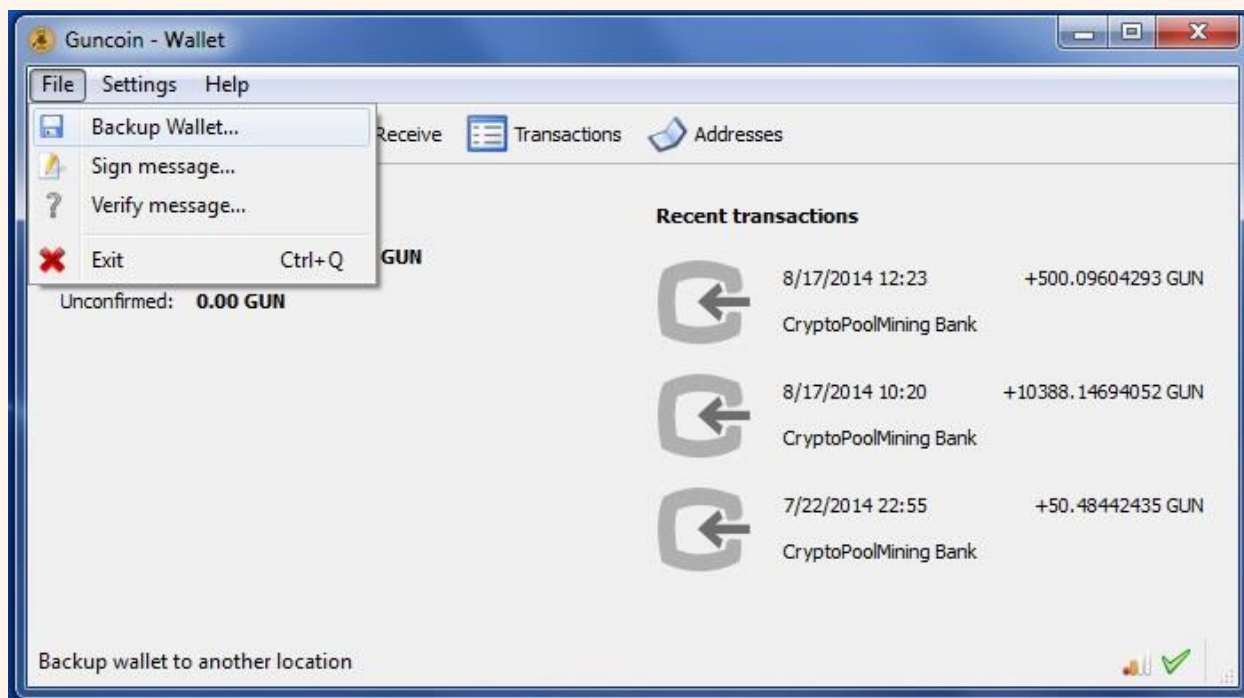 Guncoin - Wallet
File Settings Help
Backup Wallet...
Receive Transactions Addresses
Sign message...
Verify message...
Exit Ctrl+Q
GUN
Unconfirmed: 0.00 GUN
Recent transactions
8/17/2014 12:23 +500.09604293 GUN
CryptoPoolMining Bank
8/17/2014 10:20 +10388.14694052 GUN
CryptoPoolMining Bank
7/22/2014 22:55 +50.48442435 GUN
CryptoPoolMining Bank
Backup wallet to another location